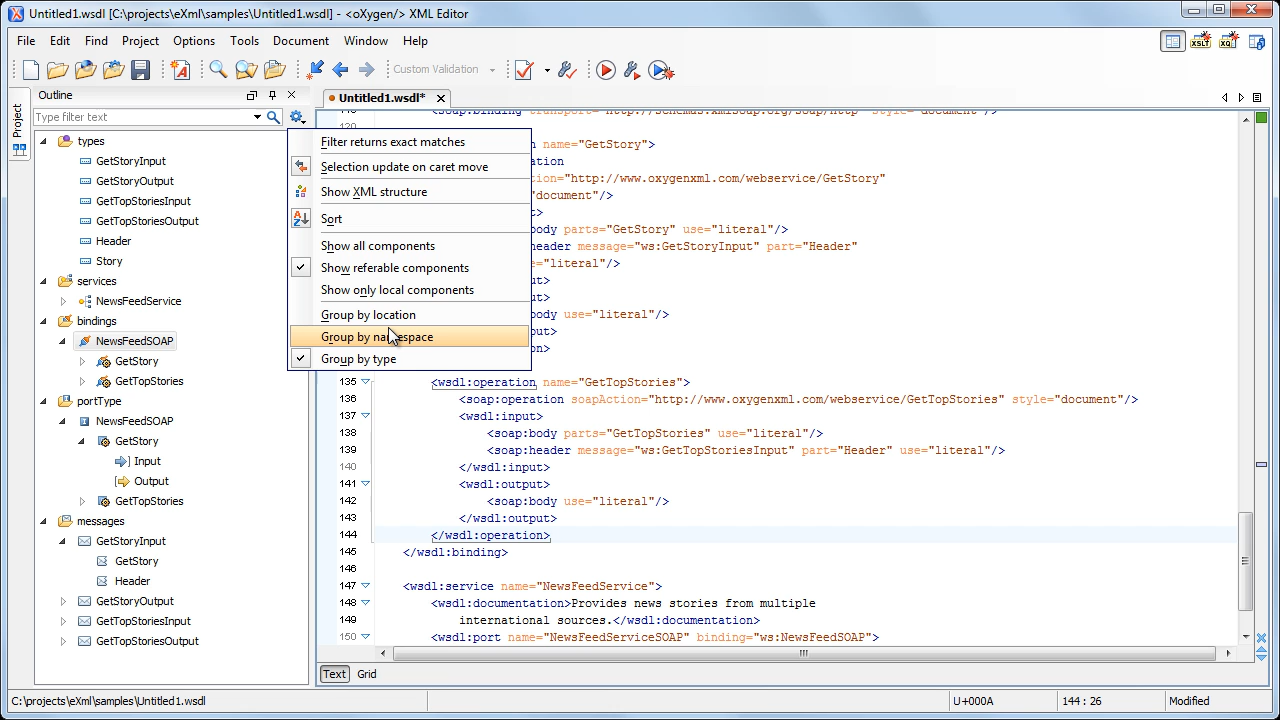 Untitled1.wsdl [C:\projects\eXml\samples\Untitled1.wsdl] - <oXygen/> XML Editor
File Edit Find Project Options Tools Document Window Help
XSLT XQ
Custom Validation
Project
Outline
Type filter text
types
GetStoryInput
GetStoryOutput
GetTopStoriesInput
GetTopStoriesOutput
Header
Story
services
NewsFeedService
bindings
NewsFeedSOAP
GetStory
GetTopStories
portType
NewsFeedSOAP
GetStory
Input
Output
GetTopStories
messages
GetStoryInput
GetStory
Header
GetStoryOutput
GetTopStoriesInput
GetTopStoriesOutput
Filter returns exact matches
Selection update on caret move
Show XML structure
Sort
Show all components
Show referable components
Show only local components
Group by location
Group by namespace
Group by type
Untitled1.wsdl*
name="GetStory">
ation
tion="http://www.oxygenxml.com/webservice/GetStory"
"document"/>
t>
body parts="GetStory" use="literal"/>
header message="ws:GetStoryInput" part="Header"
="literal"/>
ut>
ut>
body use="literal"/>
put>
on>
135 <wsdl:operation name="GetTopStories">
136 <soap:operation soapAction="http://www.oxygenxml.com/webservice/GetTopStories" style="document"/>
137 <wsdl:input>
138 <soap:body parts="GetTopStories" use="literal"/>
139 <soap:header message="ws:GetTopStoriesInput" part="Header" use="literal"/>
140 </wsdl:input>
141 <wsdl:output>
142 <soap:body use="literal"/>
143 </wsdl:output>
144 </wsdl:operation>
145 </wsdl:binding>
146
147 <wsdl:service name="NewsFeedService">
148 <wsdl:documentation>Provides news stories from multiple
149 international sources.</wsdl:documentation>
150 <wsdl:port name="NewsFeedServiceSOAP" binding="ws:NewsFeedSOAP">
Text Grid
C:\projects\eXml\samples\Untitled1.wsdl U+000A 144 : 26 Modified